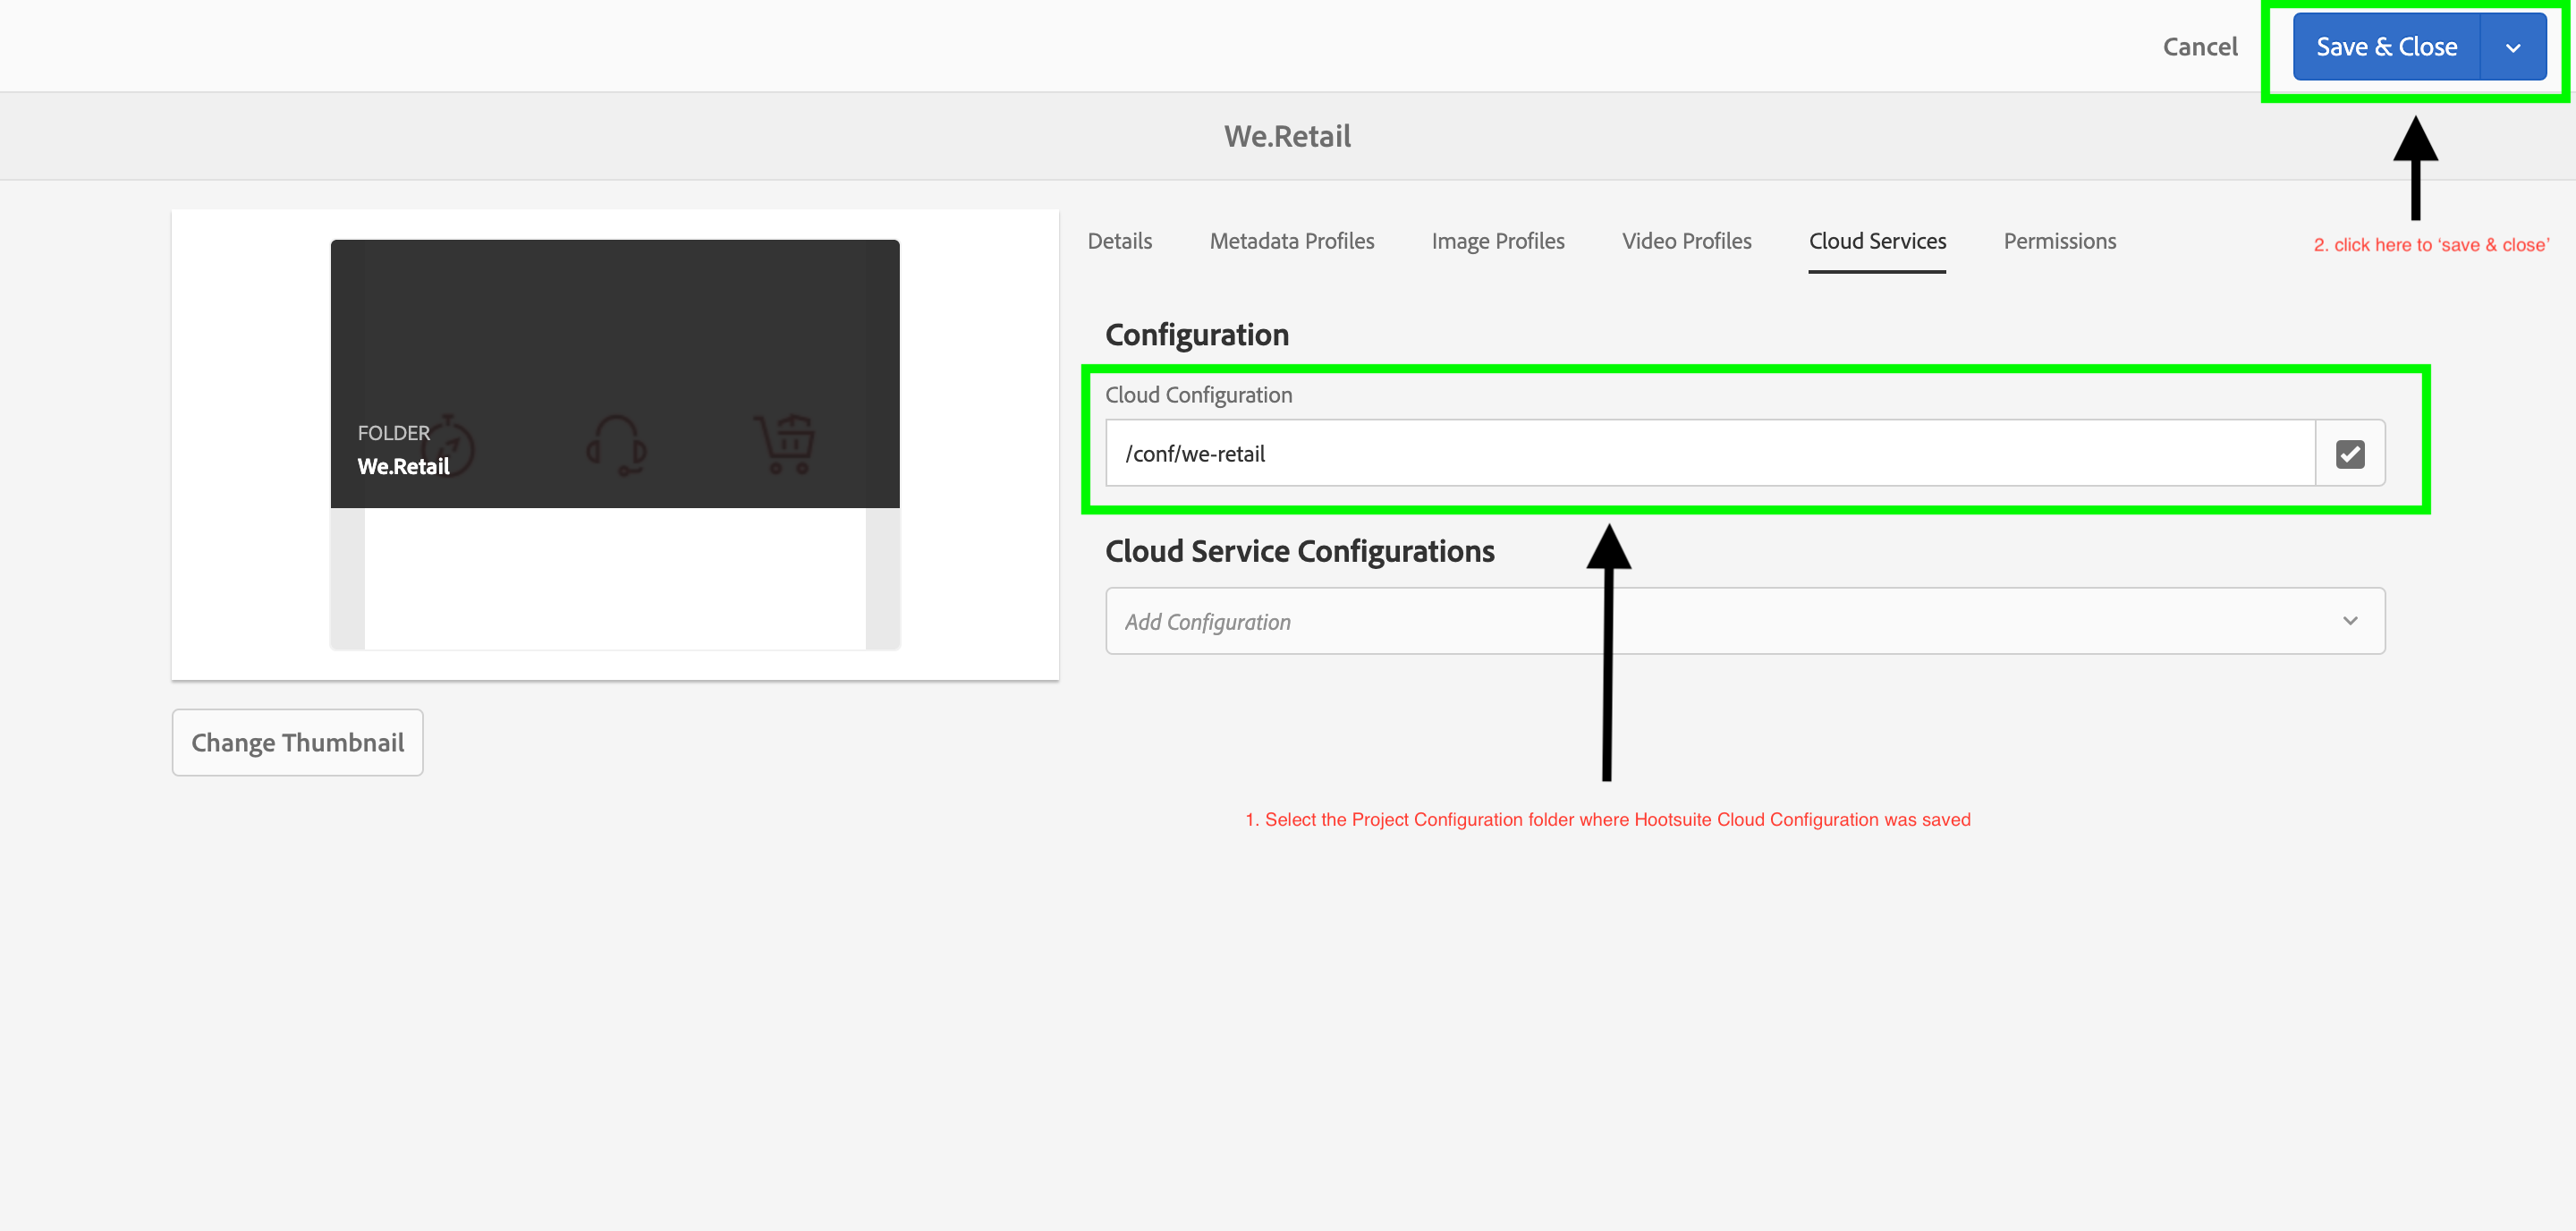 Cancel
Save & Close
We.Retail
Details
Metadata Profiles
Image Profiles
Video Profiles
Cloud Services
Permissions
2. click here to ‘save & close’
Configuration
Cloud Configuration
/conf/we-retail
FOLDER
We.Retail
Cloud Service Configurations
Add Configuration
Change Thumbnail
1. Select the Project Configuration folder where Hootsuite Cloud Configuration was saved